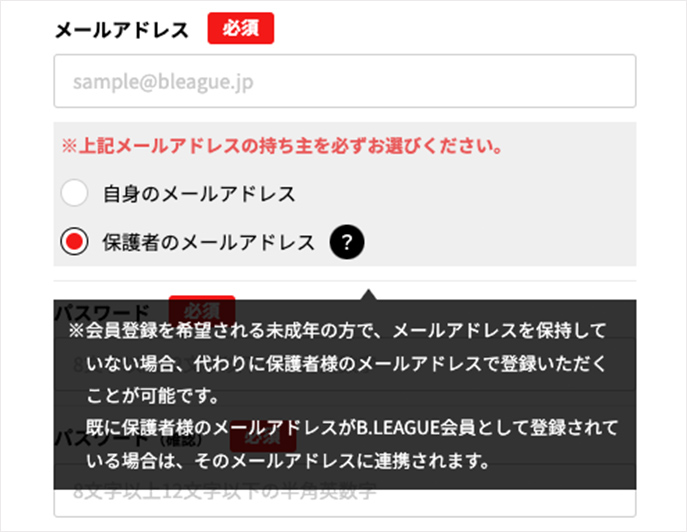 メールアドレス 必須
sample@bleague.jp
※上記メールアドレスの持ち主を必ずお選びください。
自身のメールアドレス
保護者のメールアドレス ?
パスワード 必須
※会員登録を希望される未成年の方で、メールアドレスを保持して
いない場合、代わりに保護者様のメールアドレスで登録いただく
ことが可能です。
既に保護者様のメールアドレスがB.LEAGUE会員として登録されて
いる場合は、そのメールアドレスに連携されます。
パスワード（確認） 必須
8文字以上12文字以下の半角英数字